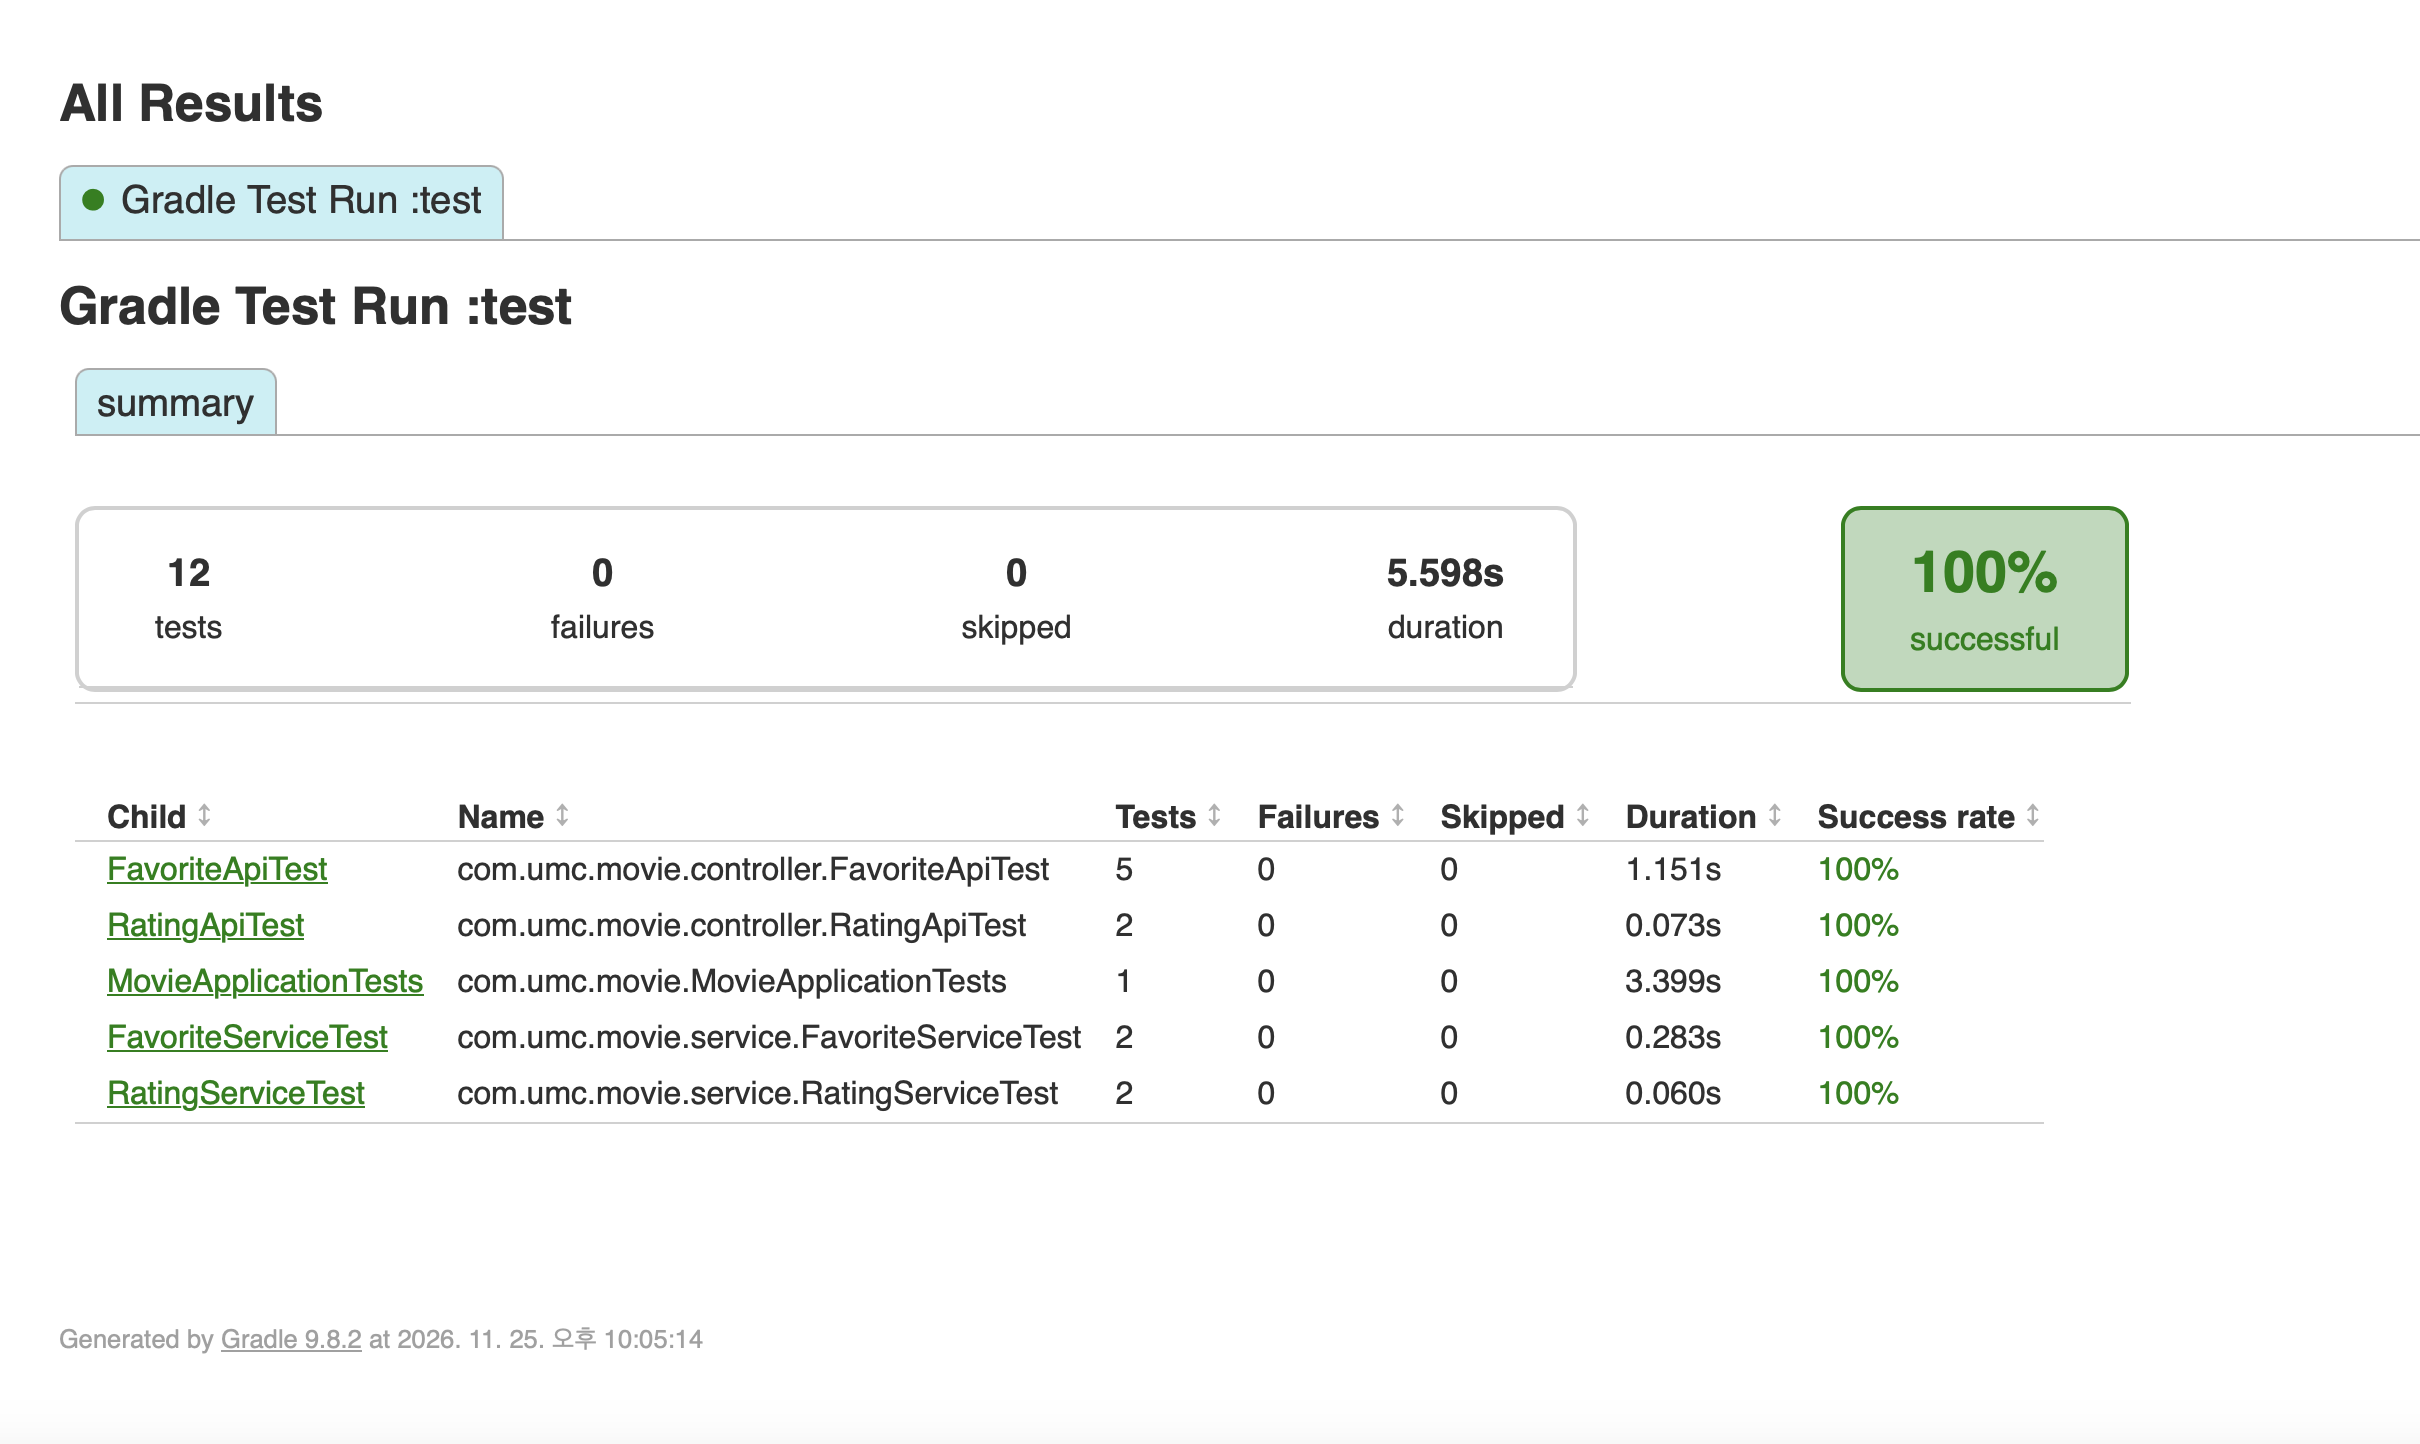 All Results
Gradle Test Run :test
Gradle Test Run :test
summary
12 0 0 5.598s 100%
tests failures skipped duration successful
Child Name Tests Failures Skipped Duration Success rate
FavoriteApiTest com.umc.movie.controller.FavoriteApiTest 5 0 0 1.151s 100%
RatingApiTest com.umc.movie.controller.RatingApiTest 2 0 0 0.073s 100%
MovieApplicationTests com.umc.movie.MovieApplicationTests 1 0 0 3.399s 100%
FavoriteServiceTest com.umc.movie.service.FavoriteServiceTest 2 0 0 0.283s 100%
RatingServiceTest com.umc.movie.service.RatingServiceTest 2 0 0 0.060s 100%
Generated by Gradle 9.8.2 at 2026. 11. 25. 오후 10:05:14